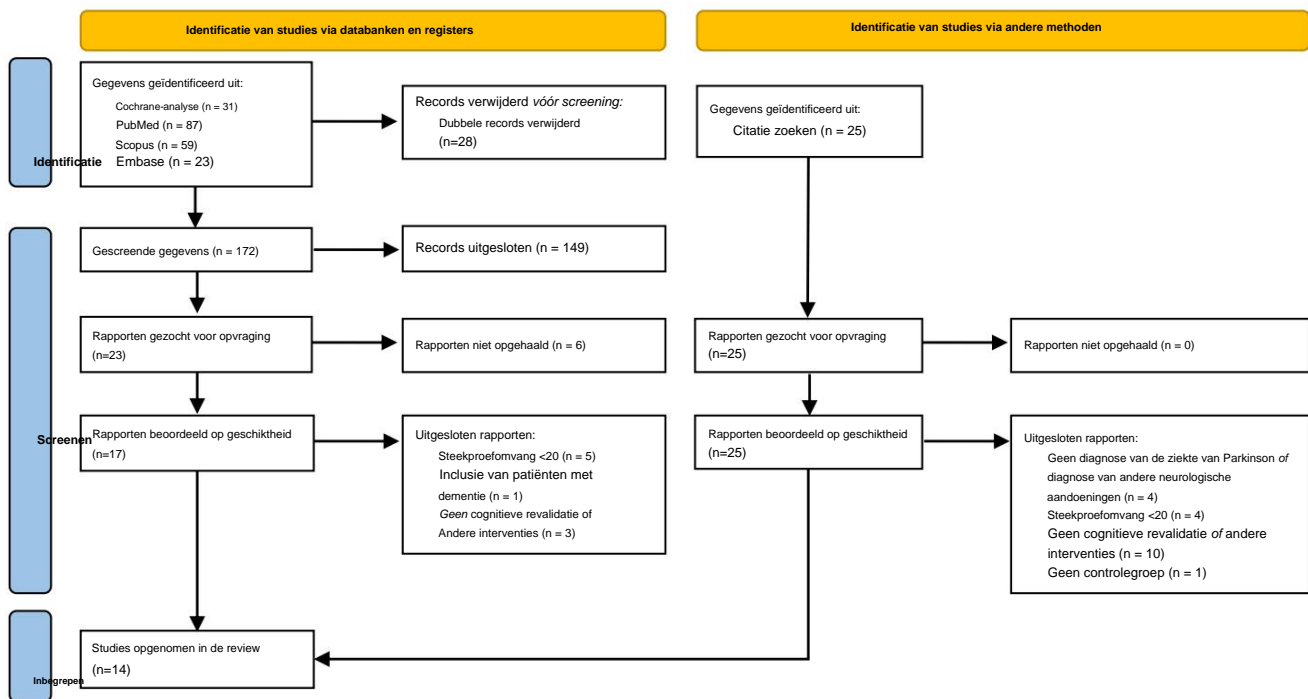 Identificatie van studies via databanken en registers
Identificatie van studies via andere methoden
Identificatie
Gegevens geïdentificeerd uit:
Cochrane-analyse (n = 31)
PubMed (n = 87)
Scopus (n = 59)
Embase (n = 23)
Records verwijderd vóór screening:
Dubbele records verwijderd
(n=28)
Gegevens geïdentificeerd uit:
Citatie zoeken (n = 25)
Screenen
Gescreende gegevens (n = 172)
Records uitgesloten (n = 149)
Rapporten gezocht voor opvraging
(n=23)
Rapporten niet opgehaald (n = 6)
Rapporten gezocht voor opvraging
(n=25)
Rapporten niet opgehaald (n = 0)
Rapporten beoordeeld op geschiktheid
(n=17)
Uitgesloten rapporten:
Steekproefomvang <20 (n = 5)
Inclusie van patiënten met
dementie (n = 1)
Geen cognitieve revalidatie of
Andere interventies (n = 3)
Rapporten beoordeeld op geschiktheid
(n=25)
Uitgesloten rapporten:
Geen diagnose van de ziekte van Parkinson of
diagnose van andere neurologische
aandoeningen (n = 4)
Steekproefomvang <20 (n = 4)
Geen cognitieve revalidatie of andere
interventies (n = 10)
Geen controlegroep (n = 1)
Inbegrepen
Studies opgenomen in de review
(n=14)